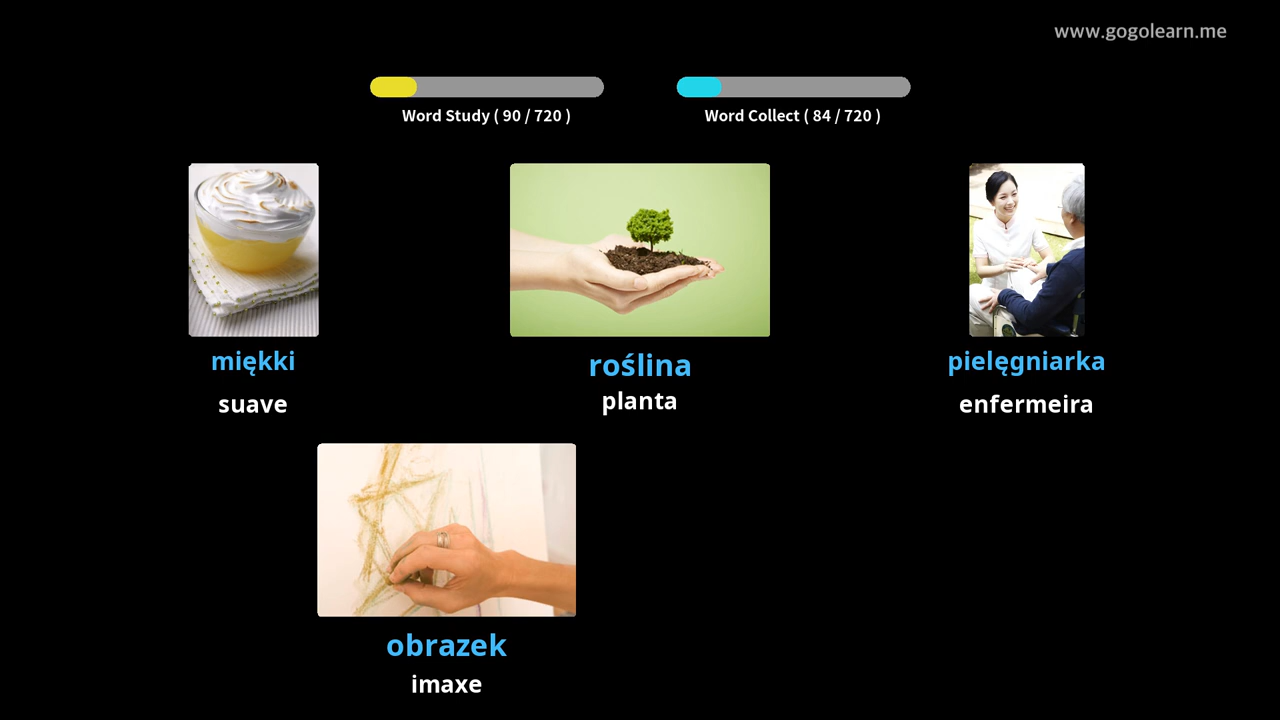 www.gogolearn.me
Word Study ( 90 / 720 )
Word Collect ( 84 / 720 )
miękki
suave
roślina
planta
pielęgniarka
enfermeira
obrazek
imaxe